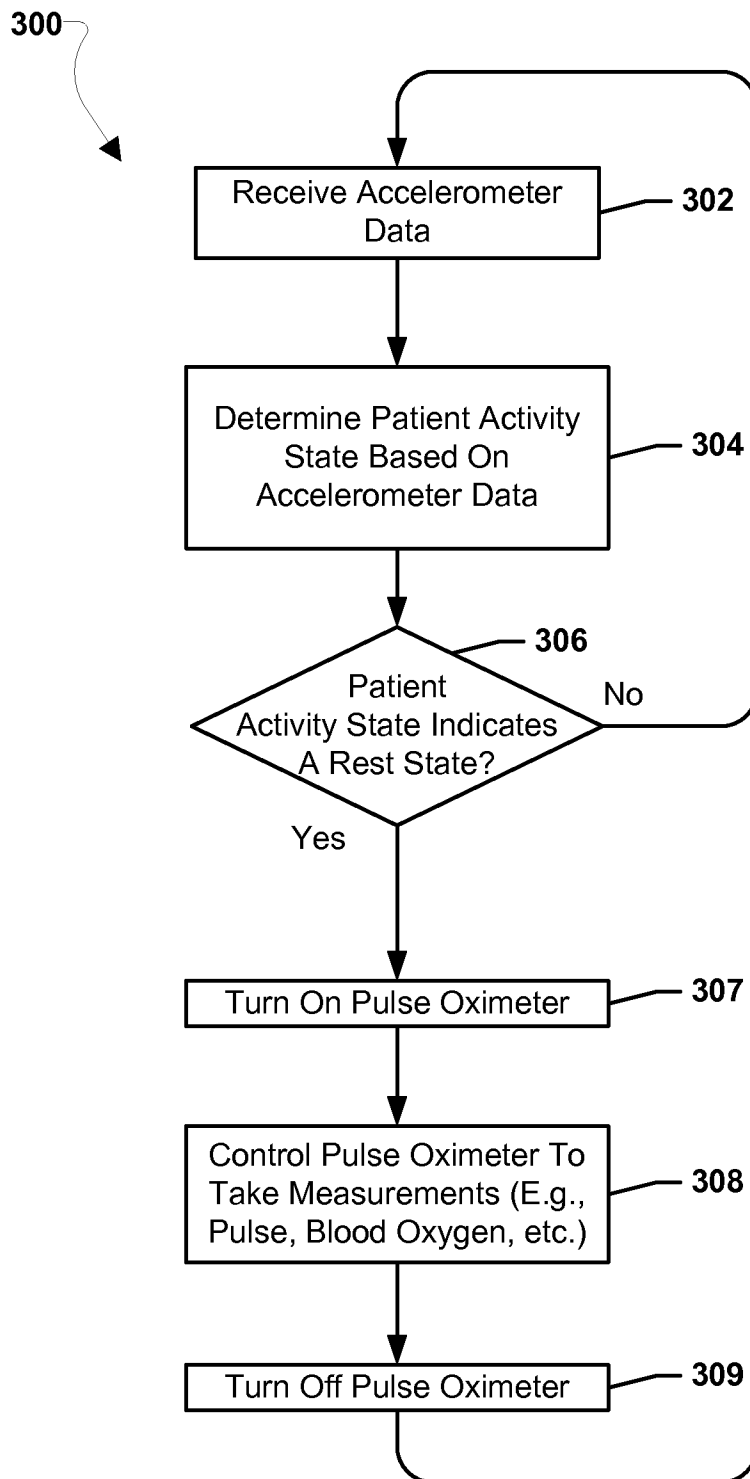 300
Receive Accelerometer
Data
302
Determine Patient Activity
State Based On
Accelerometer Data
304
306
Patient
Activity State Indicates
A Rest State?
No
Yes
Turn On Pulse Oximeter
307
Control Pulse Oximeter To
Take Measurements (E.g.,
Pulse, Blood Oxygen, etc.)
308
Turn Off Pulse Oximeter
309